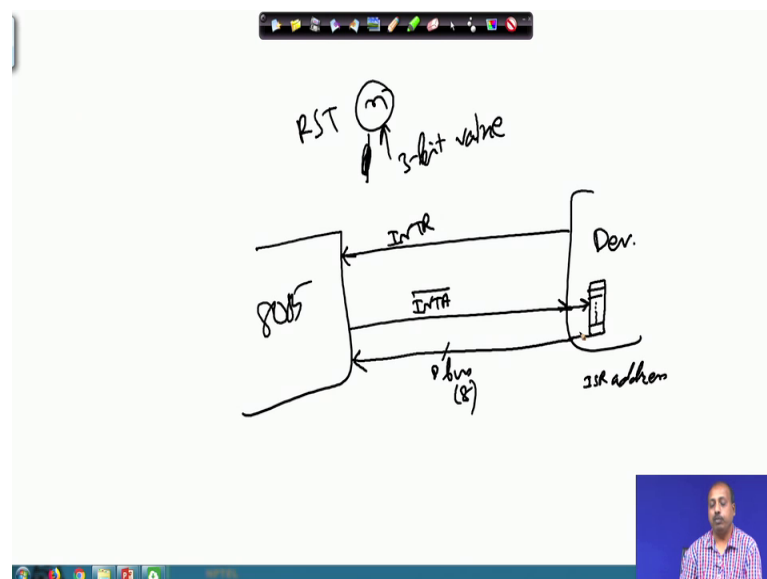 RST n
3-bit value
INTR
Dev.
8085
INTA
D bus
(8)
ISR address